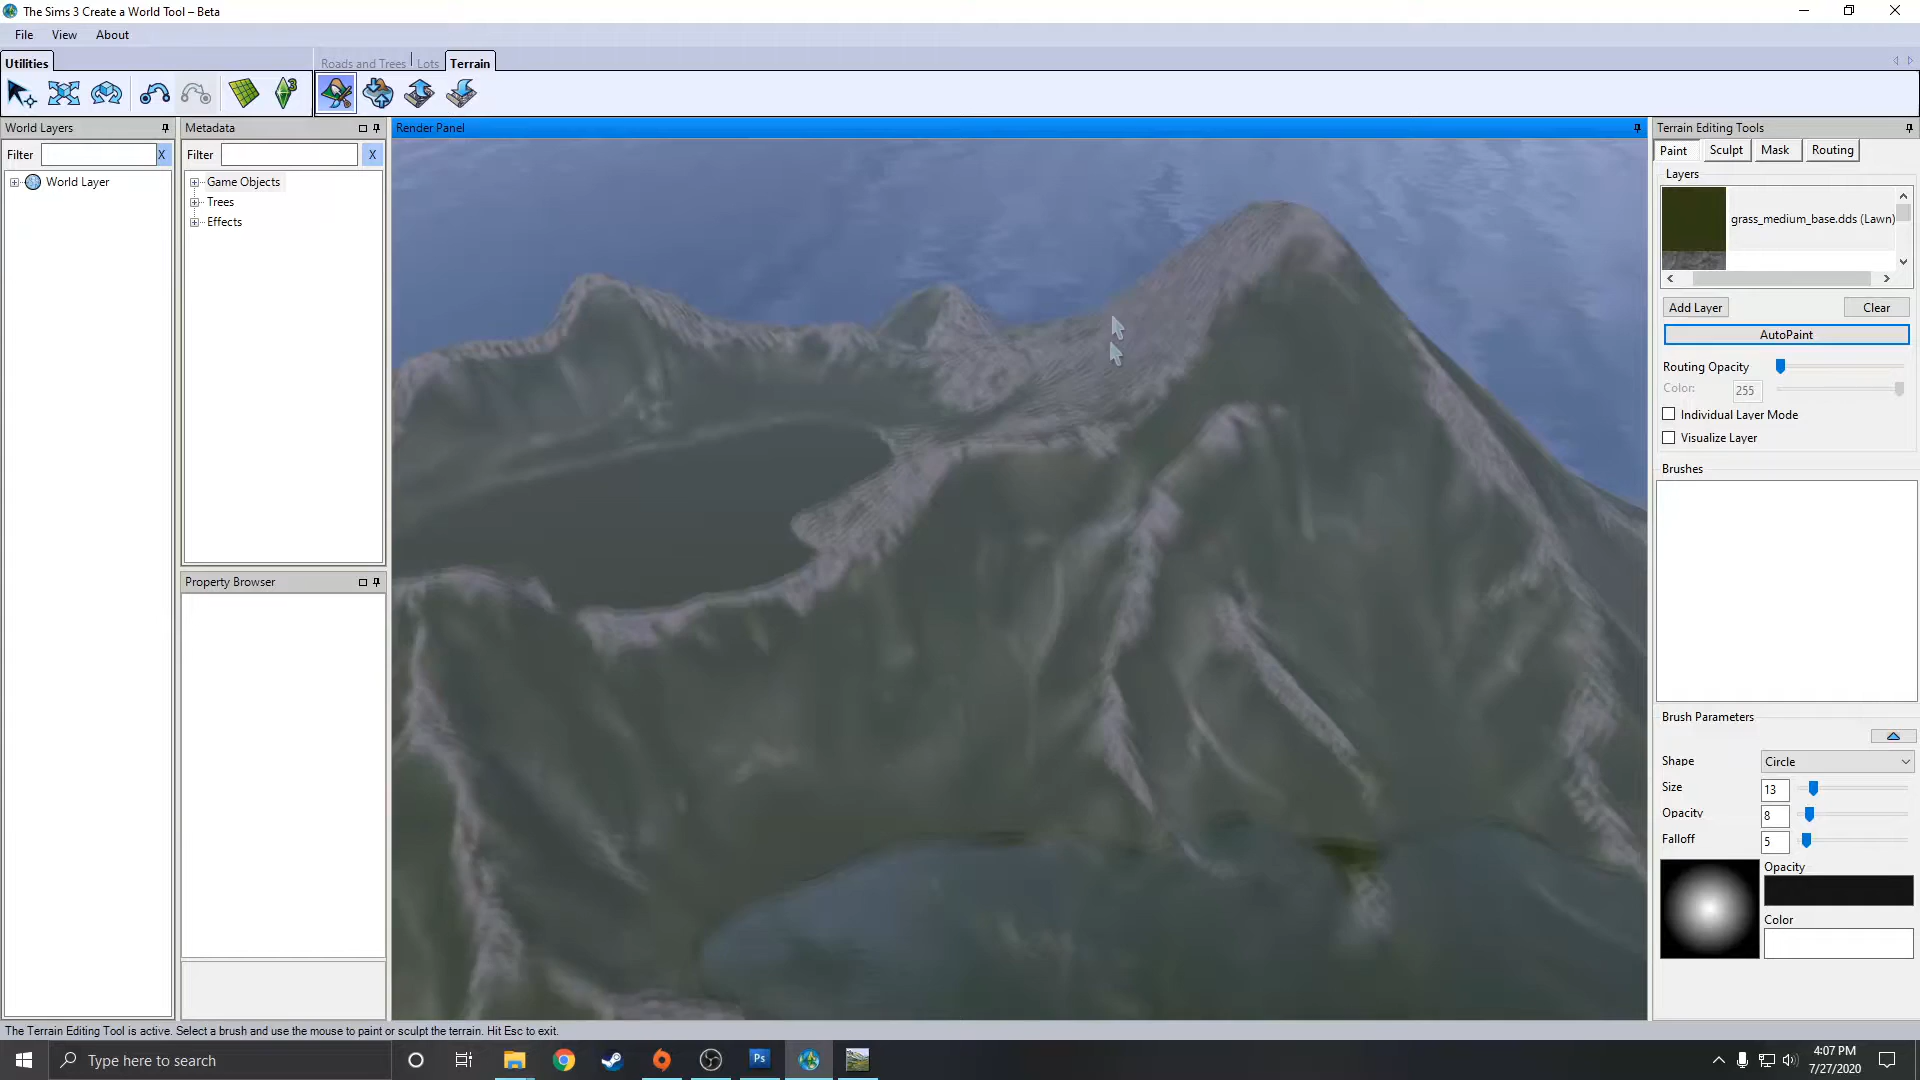 The Sims 3 Create a World Tool – Beta
File View About
Utilities Roads and Trees Lots Terrain
World Layers
Filter X
World Layer
Metadata
Filter X
Game Objects
Trees
Effects
Property Browser
Render Panel
Terrain Editing Tools
Paint Sculpt Mask Routing
Layers
grass_medium_base.dds (Lawn)
Add Layer Clear
AutoPaint
Routing Opacity
Color: 255
Individual Layer Mode
Visualize Layer
Brushes
Brush Parameters
Shape Circle
Size 13
Opacity 8
Falloff 5
Opacity
Color
The Terrain Editing Tool is active. Select a brush and use the mouse to paint or sculpt the terrain. Hit Esc to exit.
Type here to search
Ps
4:07 PM
7/27/2020